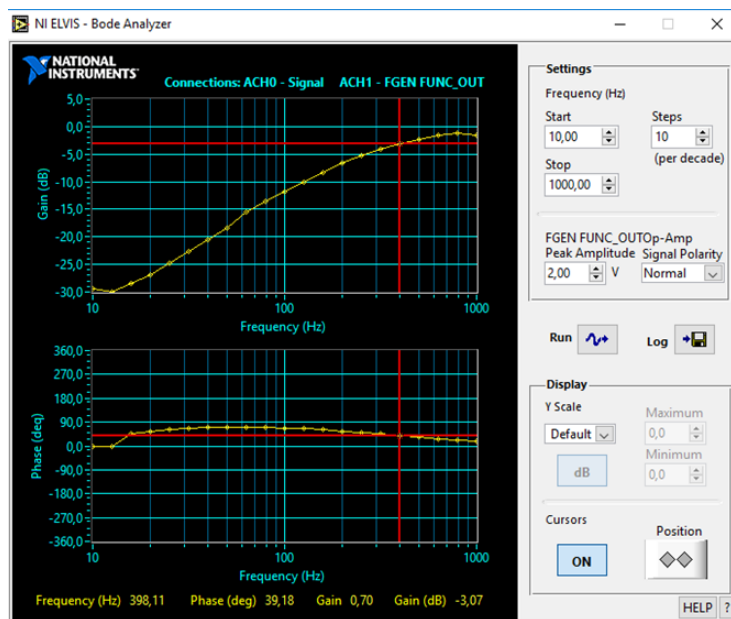 NI ELVIS - Bode Analyzer
NATIONAL
INSTRUMENTS
Connections: ACH0 - Signal ACH1 - FGEN FUNC_OUT
5,0
0,0
-5,0
-10,0
-15,0
-20,0
-25,0
-30,0
Gain (dB)
10
100
1000
Frequency (Hz)
360,0
270,0
180,0
90,0
0,0
-90,0
-180,0
-270,0
-360,0
Phase (deg)
10
100
1000
Frequency (Hz)
Frequency (Hz) 398,11 Phase (deg) 39,18 Gain 0,70 Gain (dB) -3,07
Settings
Frequency (Hz)
Start Steps
10,00 10
Stop (per decade)
1000,00
FGEN FUNC_OUTOp-Amp
Peak Amplitude Signal Polarity
2,00 V Normal
Run Log
Display
Y Scale Maximum
Default 0,0
dB Minimum
0,0
Cursors Position
ON
HELP ?